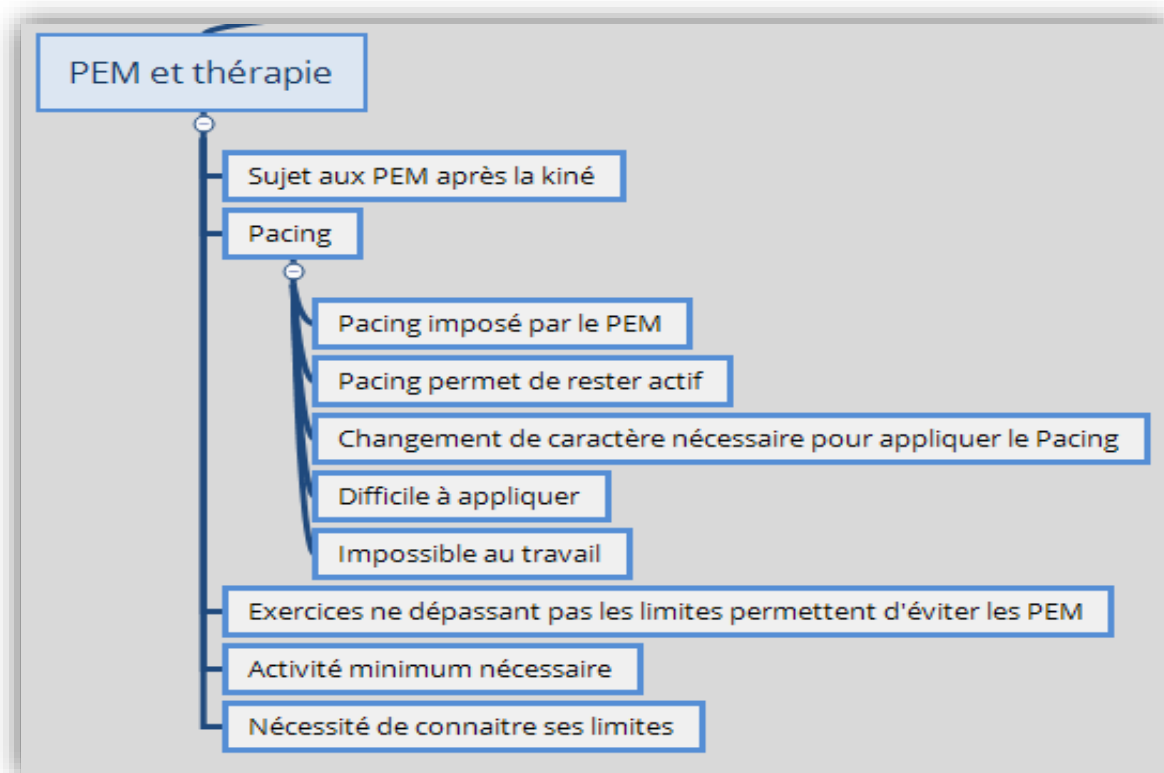 PEM et thérapie
Sujet aux PEM après la kiné
Pacing
Pacing imposé par le PEM
Pacing permet de rester actif
Changement de caractère nécessaire pour appliquer le Pacing
Difficile à appliquer
Impossible au travail
Exercices ne dépassant pas les limites permettent d'éviter les PEM
Activité minimum nécessaire
Nécessité de connaitre ses limites